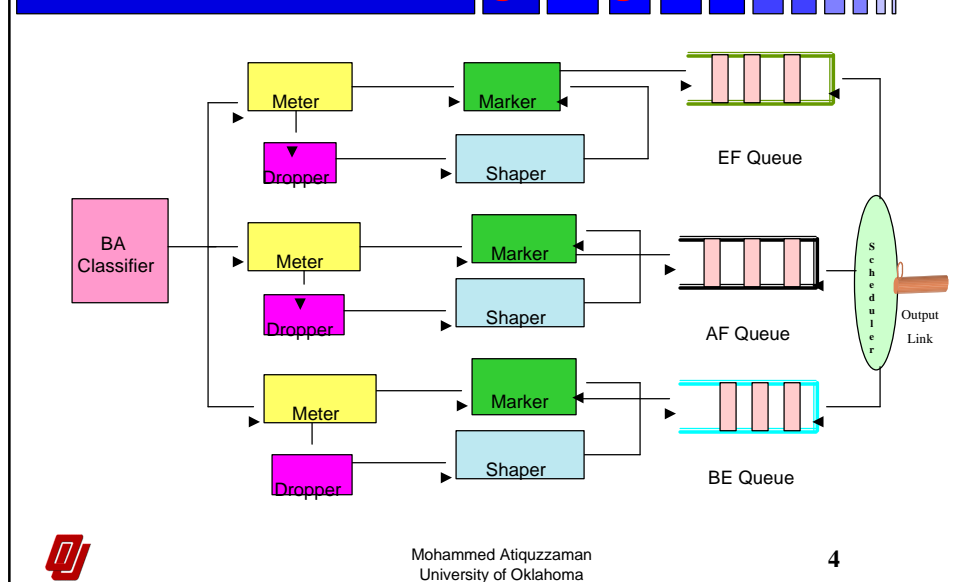 Meter
Marker
Dropper
Shaper
EF Queue
BA
Classifier
Meter
Marker
Dropper
Shaper
AF Queue
Scheduler
Output
Link
Meter
Marker
Dropper
Shaper
BE Queue
Mohammed Atiquzzaman
University of Oklahoma
4